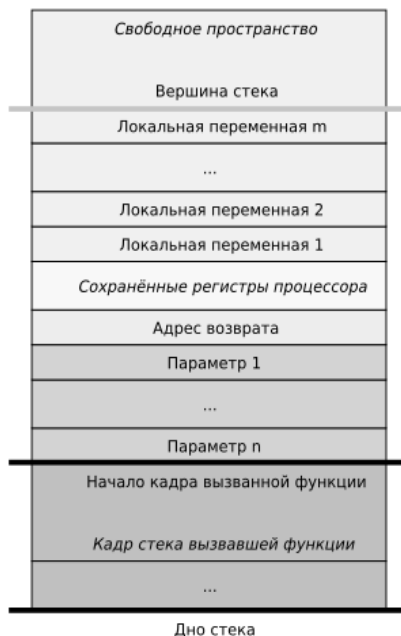 Свободное пространство
Вершина стека
Локальная переменная m
...
Локальная переменная 2
Локальная переменная 1
Сохранённые регистры процессора
Адрес возврата
Параметр 1
...
Параметр n
Начало кадра вызванной функции
Кадр стека вызвавшей функции
...
Дно стека